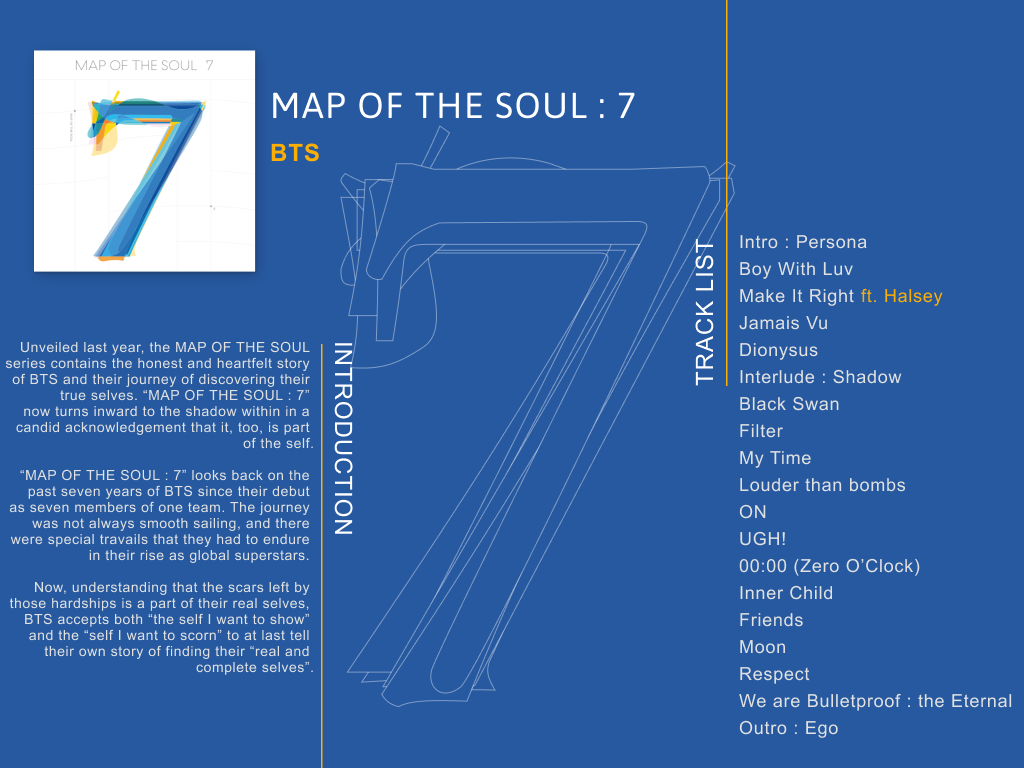 MAP OF THE SOUL 7
MAP OF THE SOUL : 7
BTS
INTRODUCTION
Unveiled last year, the MAP OF THE SOUL
series contains the honest and heartfelt story
of BTS and their journey of discovering their
true selves. “MAP OF THE SOUL : 7”
now turns inward to the shadow within in a
candid acknowledgement that it, too, is part
of the self.
“MAP OF THE SOUL : 7” looks back on the
past seven years of BTS since their debut
as seven members of one team. The journey
was not always smooth sailing, and there
were special travails that they had to endure
in their rise as global superstars.
Now, understanding that the scars left by
those hardships is a part of their real selves,
BTS accepts both “the self I want to show”
and the “self I want to scorn” to at last tell
their own story of finding their “real and
complete selves”.
TRACK LIST
Intro : Persona
Boy With Luv
Make It Right ft. Halsey
Jamais Vu
Dionysus
Interlude : Shadow
Black Swan
Filter
My Time
Louder than bombs
ON
UGH!
00:00 (Zero O’Clock)
Inner Child
Friends
Moon
Respect
We are Bulletproof : the Eternal
Outro : Ego